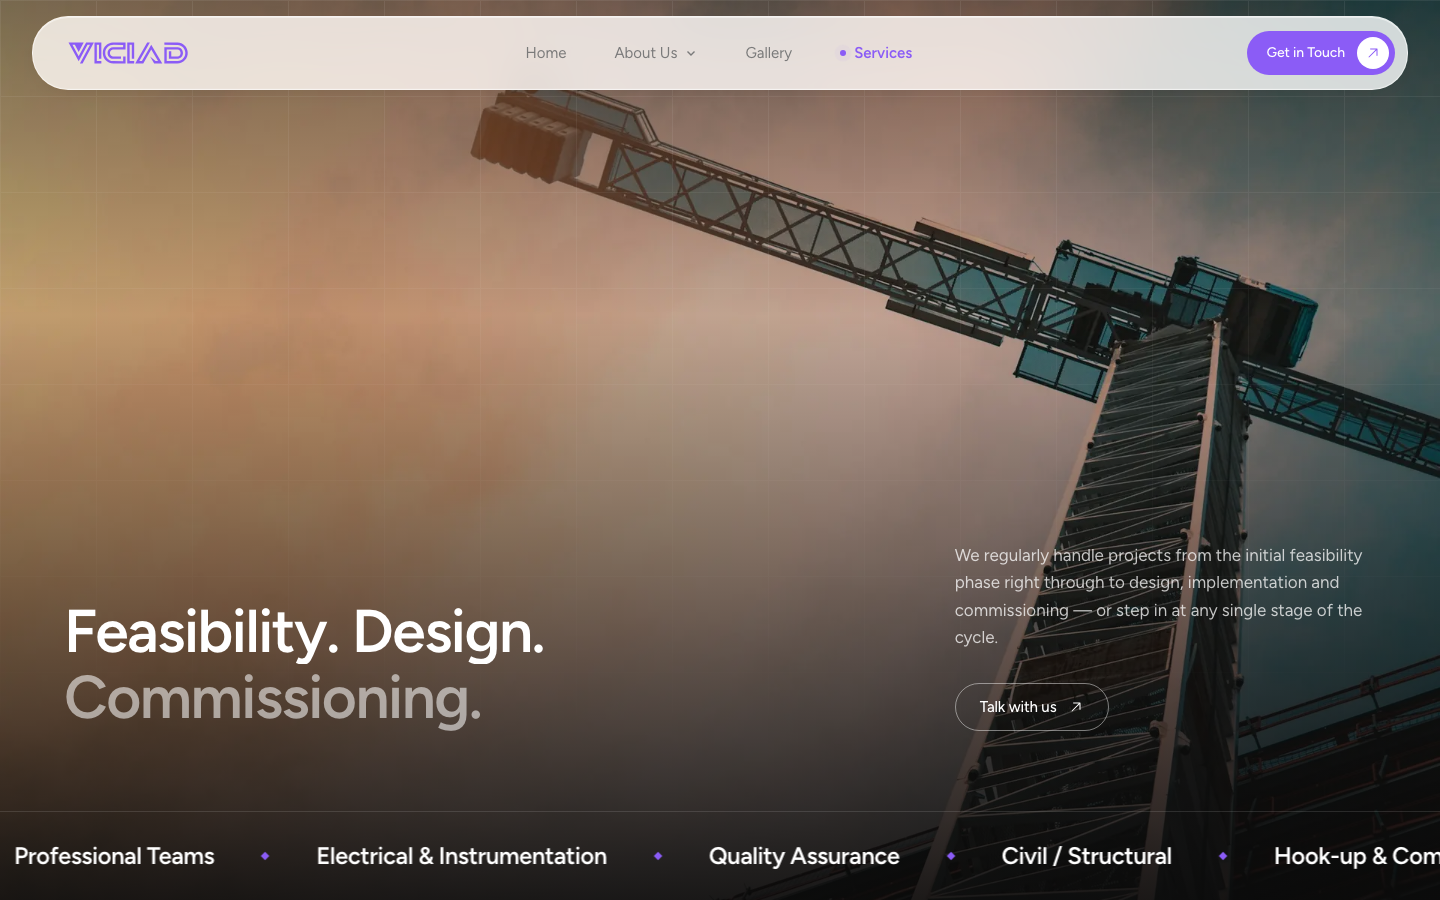 VICIAD
Home
About Us
Gallery
Services
Get in Touch
Feasibility. Design.
Commissioning.
We regularly handle projects from the initial feasibility
phase right through to design, implementation and
commissioning — or step in at any single stage of the
cycle.
Talk with us
Professional Teams
Electrical & Instrumentation
Quality Assurance
Civil / Structural
Hook-up & Com